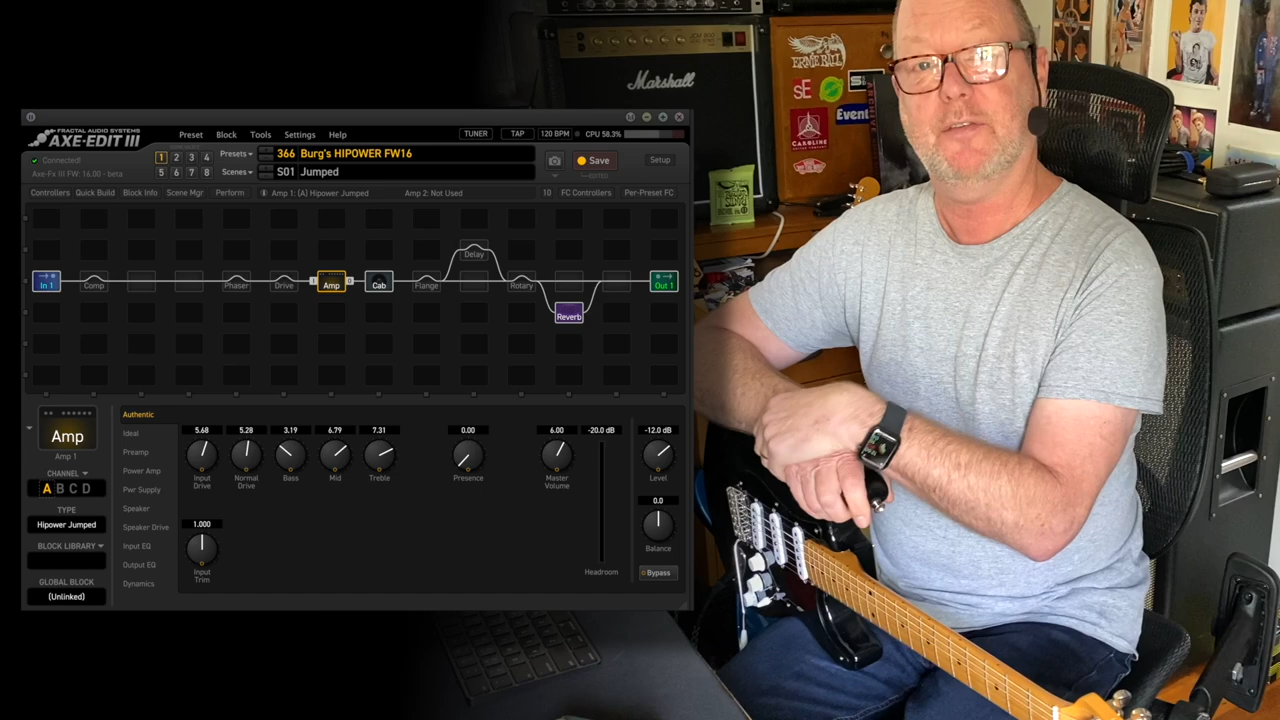 FRACTAL AUDIO SYSTEMS
AXE-EDIT III
Preset Block Tools Settings Help
TUNER TAP 120 BPM CPU 58.3%
Connected!
Axe-Fx III FW: 16.00 - beta
1 2 3 4
5 6 7 8
Presets
Scenes
366 Burg's HIPOWER FW16
S01 Jumped
Save
EDITED
Setup
Controllers Quick Build Block Info Scene Mgr Perform Amp 1: [A] Hipower Jumped Amp 2: Not Used 10 FC Controllers Per-Preset FC
Delay
In 1 Comp Phaser Drive Amp Cab Flange Rotary Out 1
Reverb
Amp
Amp 1
CHANNEL
A B C D
TYPE
Hipower Jumped
BLOCK LIBRARY
GLOBAL BLOCK
(Unlinked)
Authentic
Ideal
Preamp
Power Amp
Pwr Supply
Speaker
Speaker Drive
Input EQ
Output EQ
Dynamics
5.68 5.28 3.19 6.79 7.31 0.00 6.00 -20.0 dB -12.0 dB
Input Drive Normal Drive Bass Mid Treble Presence Master Volume Level
0.0
Balance
1.000
Input Trim
Headroom
Bypass
Marshall
JCM 800
ERNIE BALL
SE
Event
CAROLINE
ARCHIVE